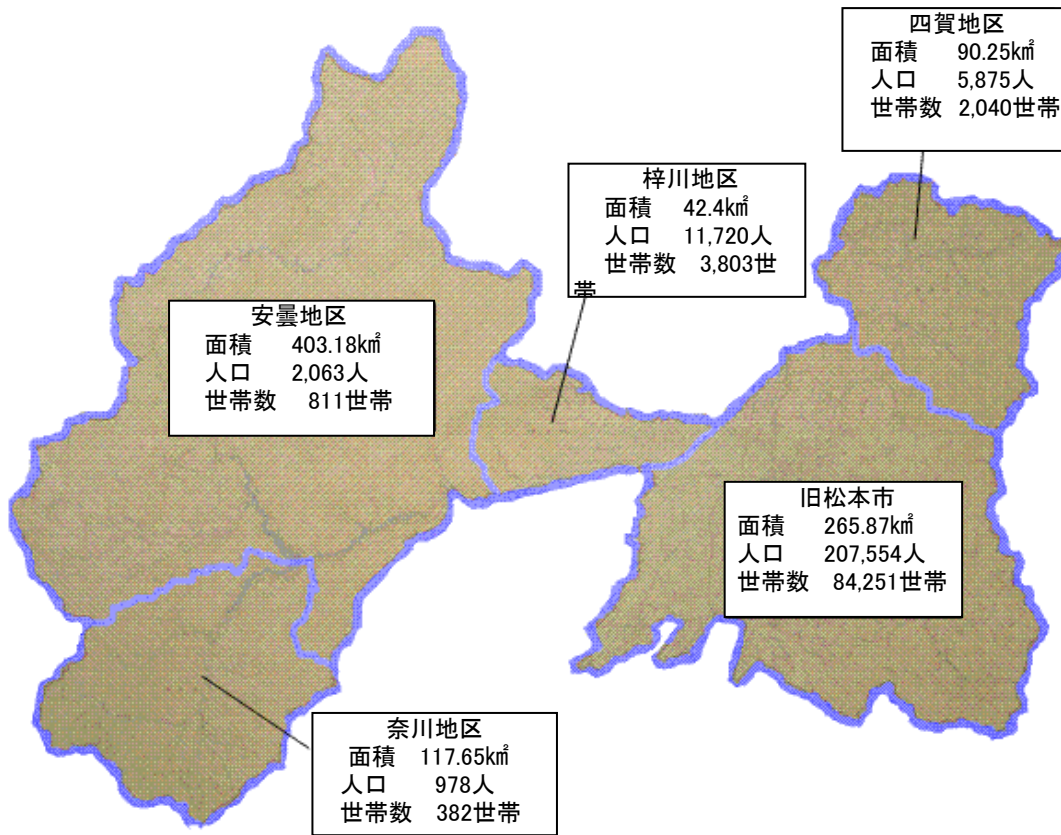 四賀地区
面積 90.25㎢
人口 5,875人
世帯数 2,040世帯
梓川地区
面積 42.4㎢
人口 11,720人
世帯数 3,803世
帯
安曇地区
面積 403.18㎢
人口 2,063人
世帯数 811世帯
旧松本市
面積 265.87㎢
人口 207,554人
世帯数 84,251世帯
奈川地区
面積 117.65㎢
人口 978人
世帯数 382世帯